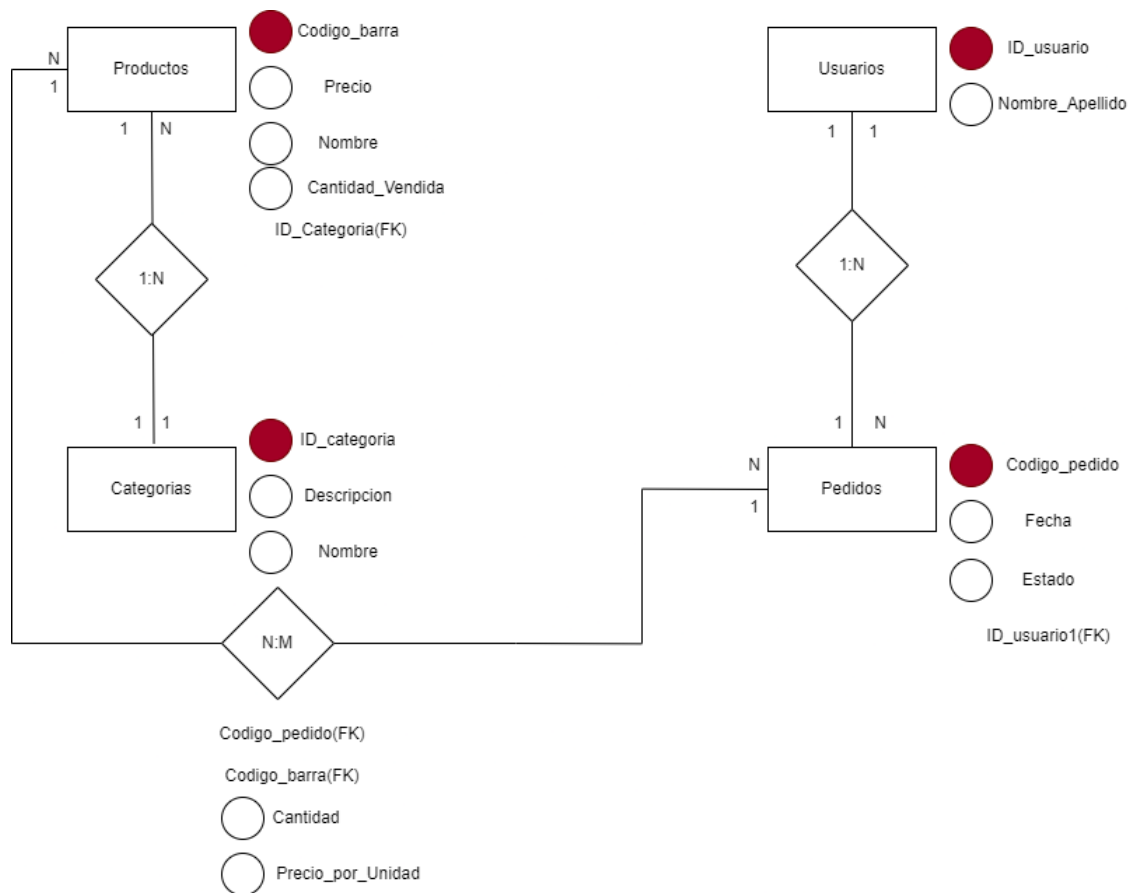 Productos
N
1
1 N
Codigo_barra
Precio
Nombre
Cantidad_Vendida
ID_Categoria(FK)
1:N
1 1
Categorias
ID_categoria
Descripcion
Nombre
Usuarios
1 1
ID_usuario
Nombre_Apellido
1:N
1 N
N
1
Pedidos
Codigo_pedido
Fecha
Estado
ID_usuario1(FK)
N:M
Codigo_pedido(FK)
Codigo_barra(FK)
Cantidad
Precio_por_Unidad